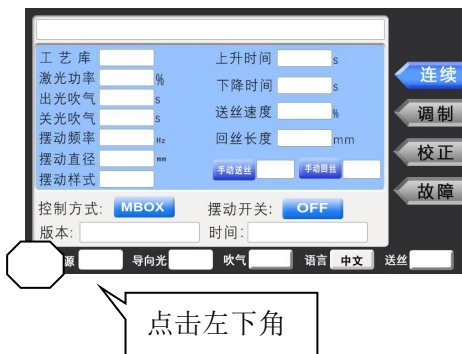 工艺库 上升时间 s
激光功率 % 下降时间 s 连续
出光吹气 s
关光吹气 s 送丝速度 % 调制
摆动频率 Hz 回丝长度 mm
摆动直径 mm 手动送丝 手动回丝 校正
摆动样式
故障
控制方式: MBOX 摆动开关: OFF
版本: 时间:
源 导向光 吹气 语言 中文 送丝
点击左下角